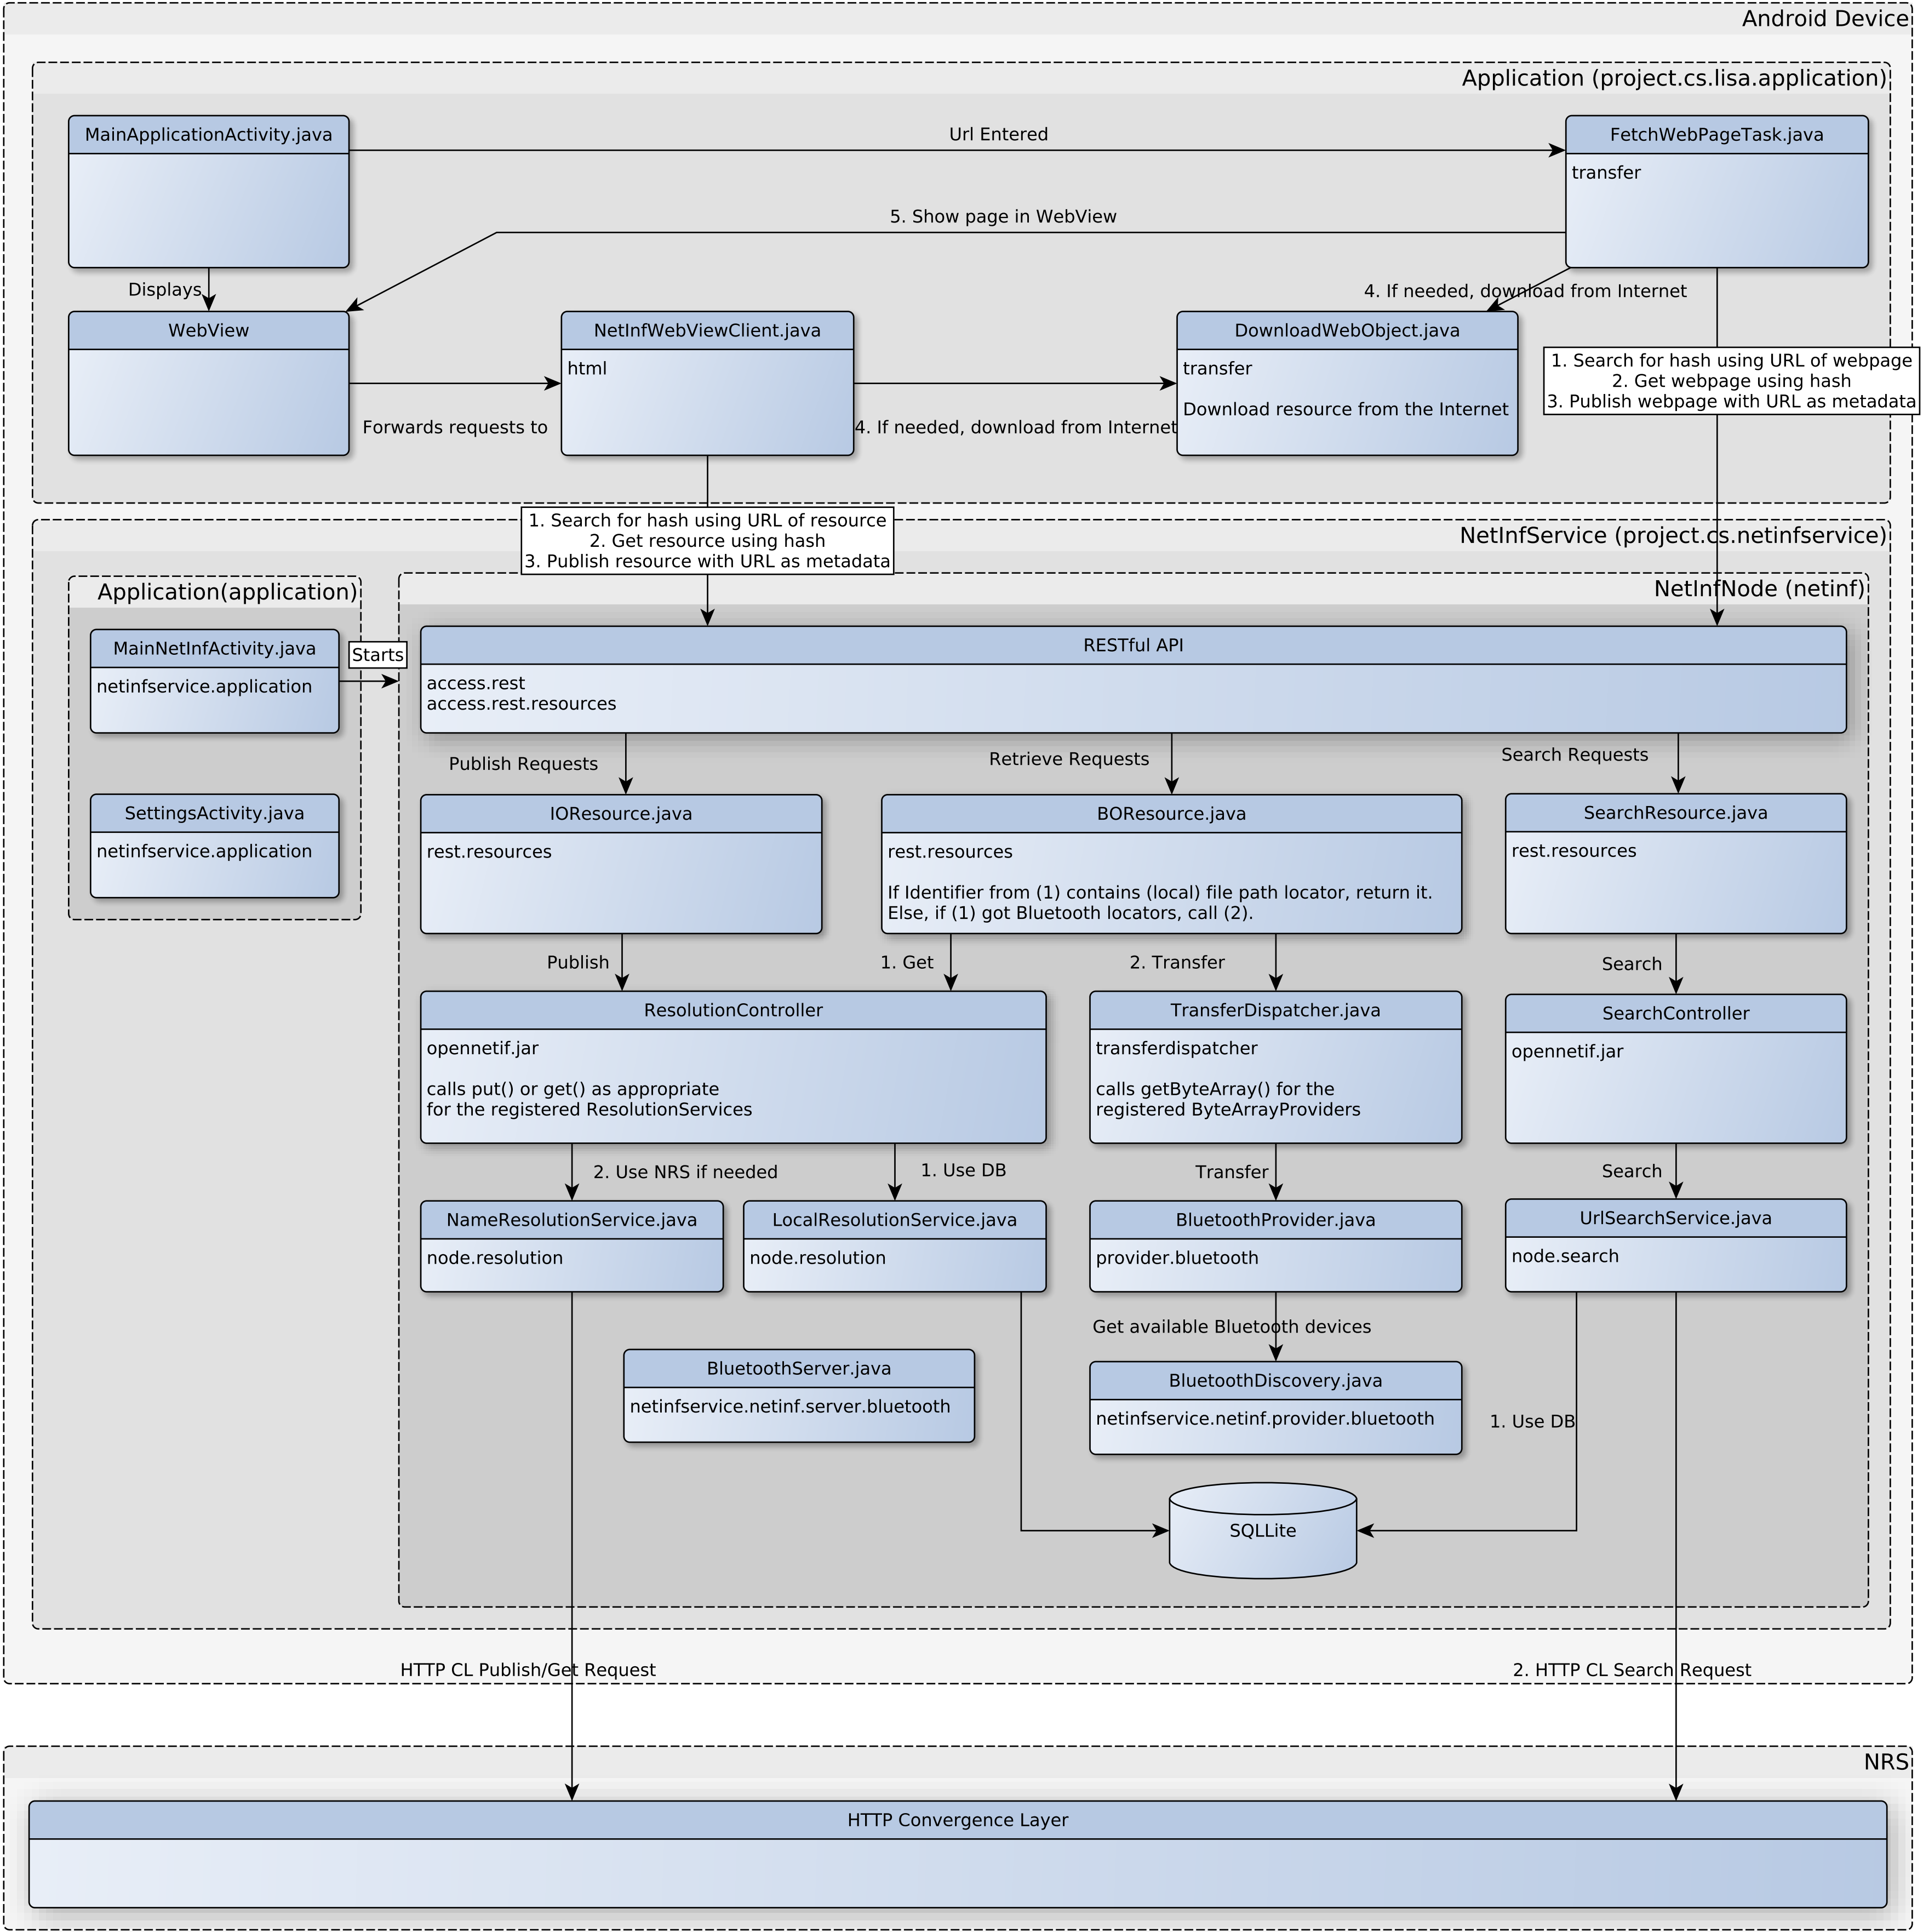 Android Device
Application (project.cs.lisa.application)
MainApplicationActivity.java
Url Entered
FetchWebPageTask.java
transfer
5. Show page in WebView
Displays
4. If needed, download from Internet
WebView
NetInfWebViewClient.java
html
DownloadWebObject.java
transfer
Download resource from the Internet
1. Search for hash using URL of webpage
2. Get webpage using hash
3. Publish webpage with URL as metadata
Forwards requests to
4. If needed, download from Internet
1. Search for hash using URL of resource
2. Get resource using hash
3. Publish resource with URL as metadata
NetInfService (project.cs.netinfservice)
Application(application)
NetInfNode (netinf)
MainNetInfActivity.java
netinfservice.application
Starts
RESTful API
access.rest
access.rest.resources
Publish Requests
Retrieve Requests
Search Requests
SettingsActivity.java
netinfservice.application
IOResource.java
rest.resources
BOResource.java
rest.resources
If Identifier from (1) contains (local) file path locator, return it.
Else, if (1) got Bluetooth locators, call (2).
SearchResource.java
rest.resources
Publish
1. Get
2. Transfer
Search
ResolutionController
opennetif.jar
calls put() or get() as appropriate
for the registered ResolutionServices
TransferDispatcher.java
transferdispatcher
calls getByteArray() for the
registered ByteArrayProviders
SearchController
opennetif.jar
2. Use NRS if needed
1. Use DB
Transfer
Search
NameResolutionService.java
node.resolution
LocalResolutionService.java
node.resolution
BluetoothProvider.java
provider.bluetooth
UrlSearchService.java
node.search
Get available Bluetooth devices
BluetoothServer.java
netinfservice.netinf.server.bluetooth
BluetoothDiscovery.java
netinfservice.netinf.provider.bluetooth
1. Use DB
SQLLite
HTTP CL Publish/Get Request
2. HTTP CL Search Request
NRS
HTTP Convergence Layer